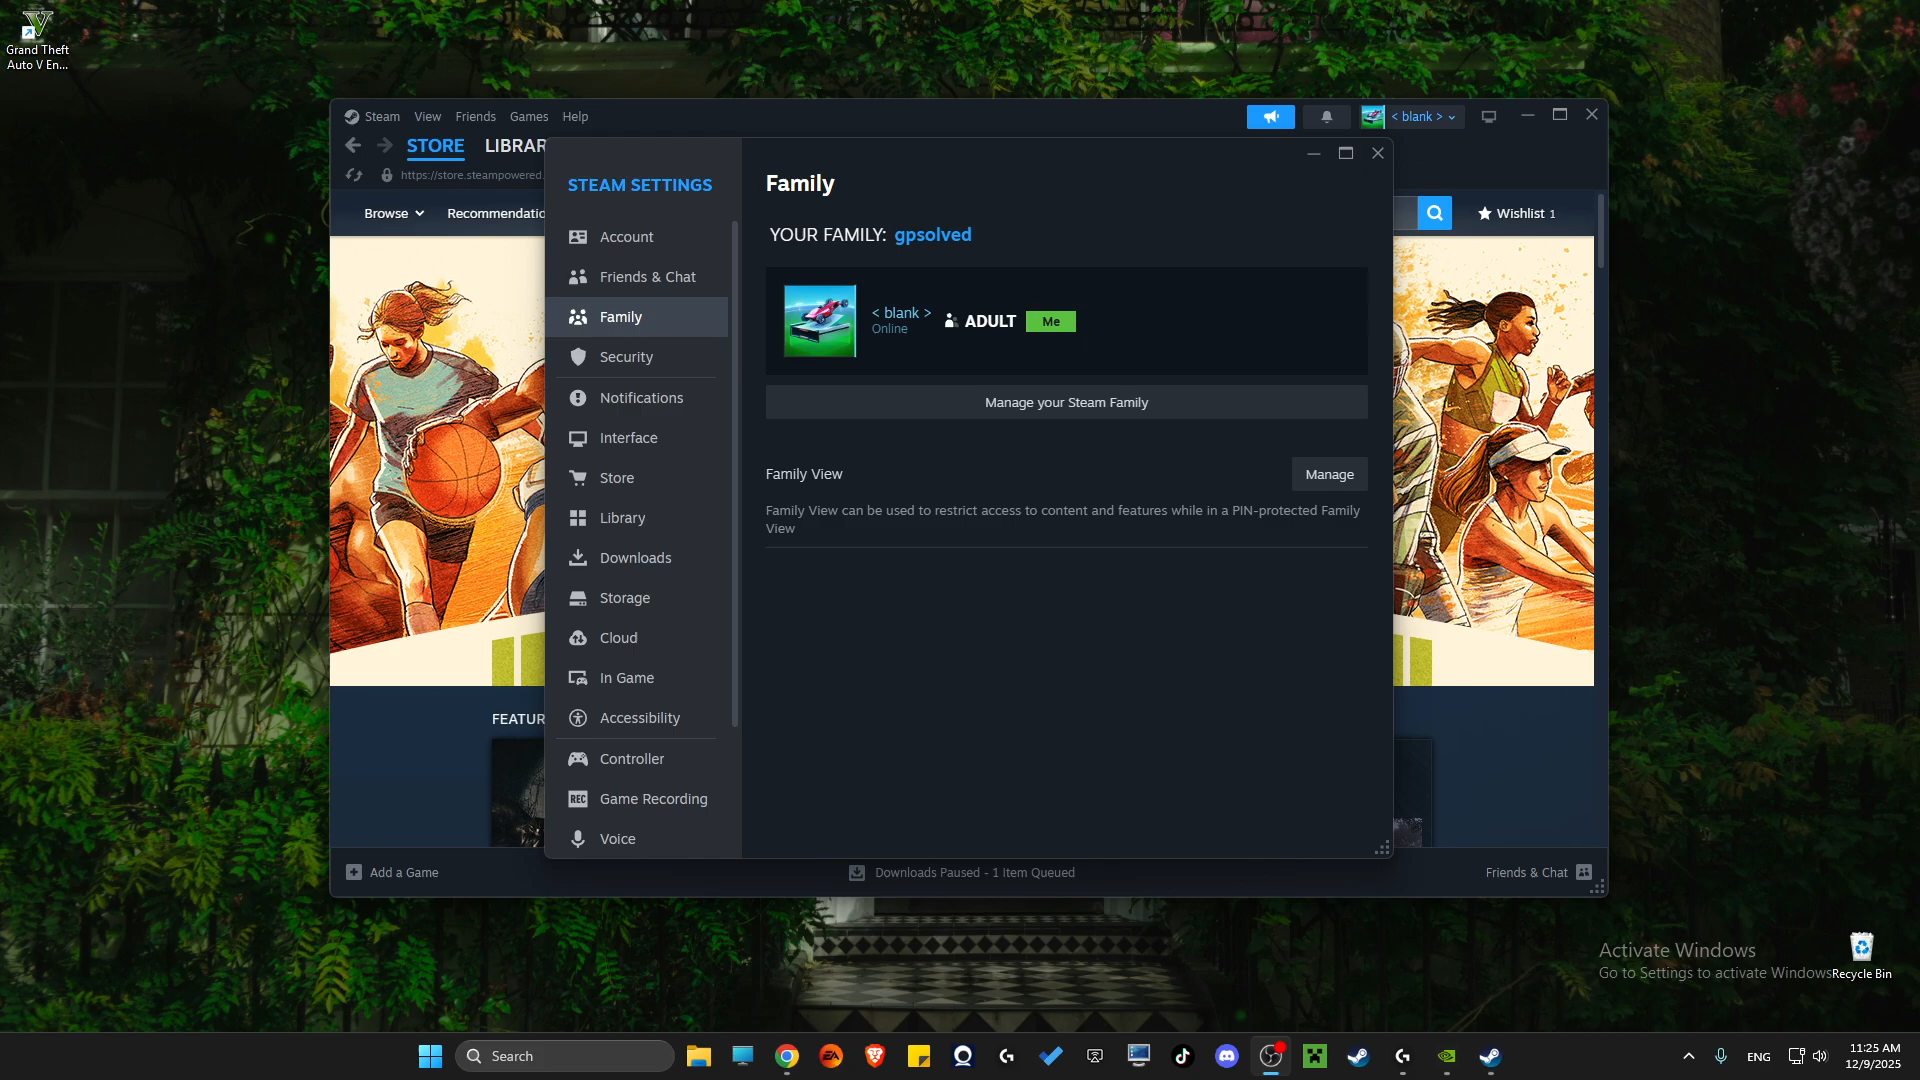 Grand Theft
Auto V En...
Steam View Friends Games Help
< blank >
STORE LIBRAR
https://store.steampowered.
Browse Recommendatio
Wishlist 1
STEAM SETTINGS
Account
Friends & Chat
Family
Security
Notifications
Interface
Store
Library
Downloads
Storage
Cloud
In Game
Accessibility
Controller
REC Game Recording
Voice
Family
YOUR FAMILY: gpsolved
< blank >
Online
ADULT Me
Manage your Steam Family
Family View
Manage
Family View can be used to restrict access to content and features while in a PIN-protected Family
View
FEATUR
Add a Game
Downloads Paused - 1 Item Queued
Friends & Chat
Activate Windows
Go to Settings to activate Windows
Recycle Bin
Search
EA
ENG
11:25 AM
12/9/2025